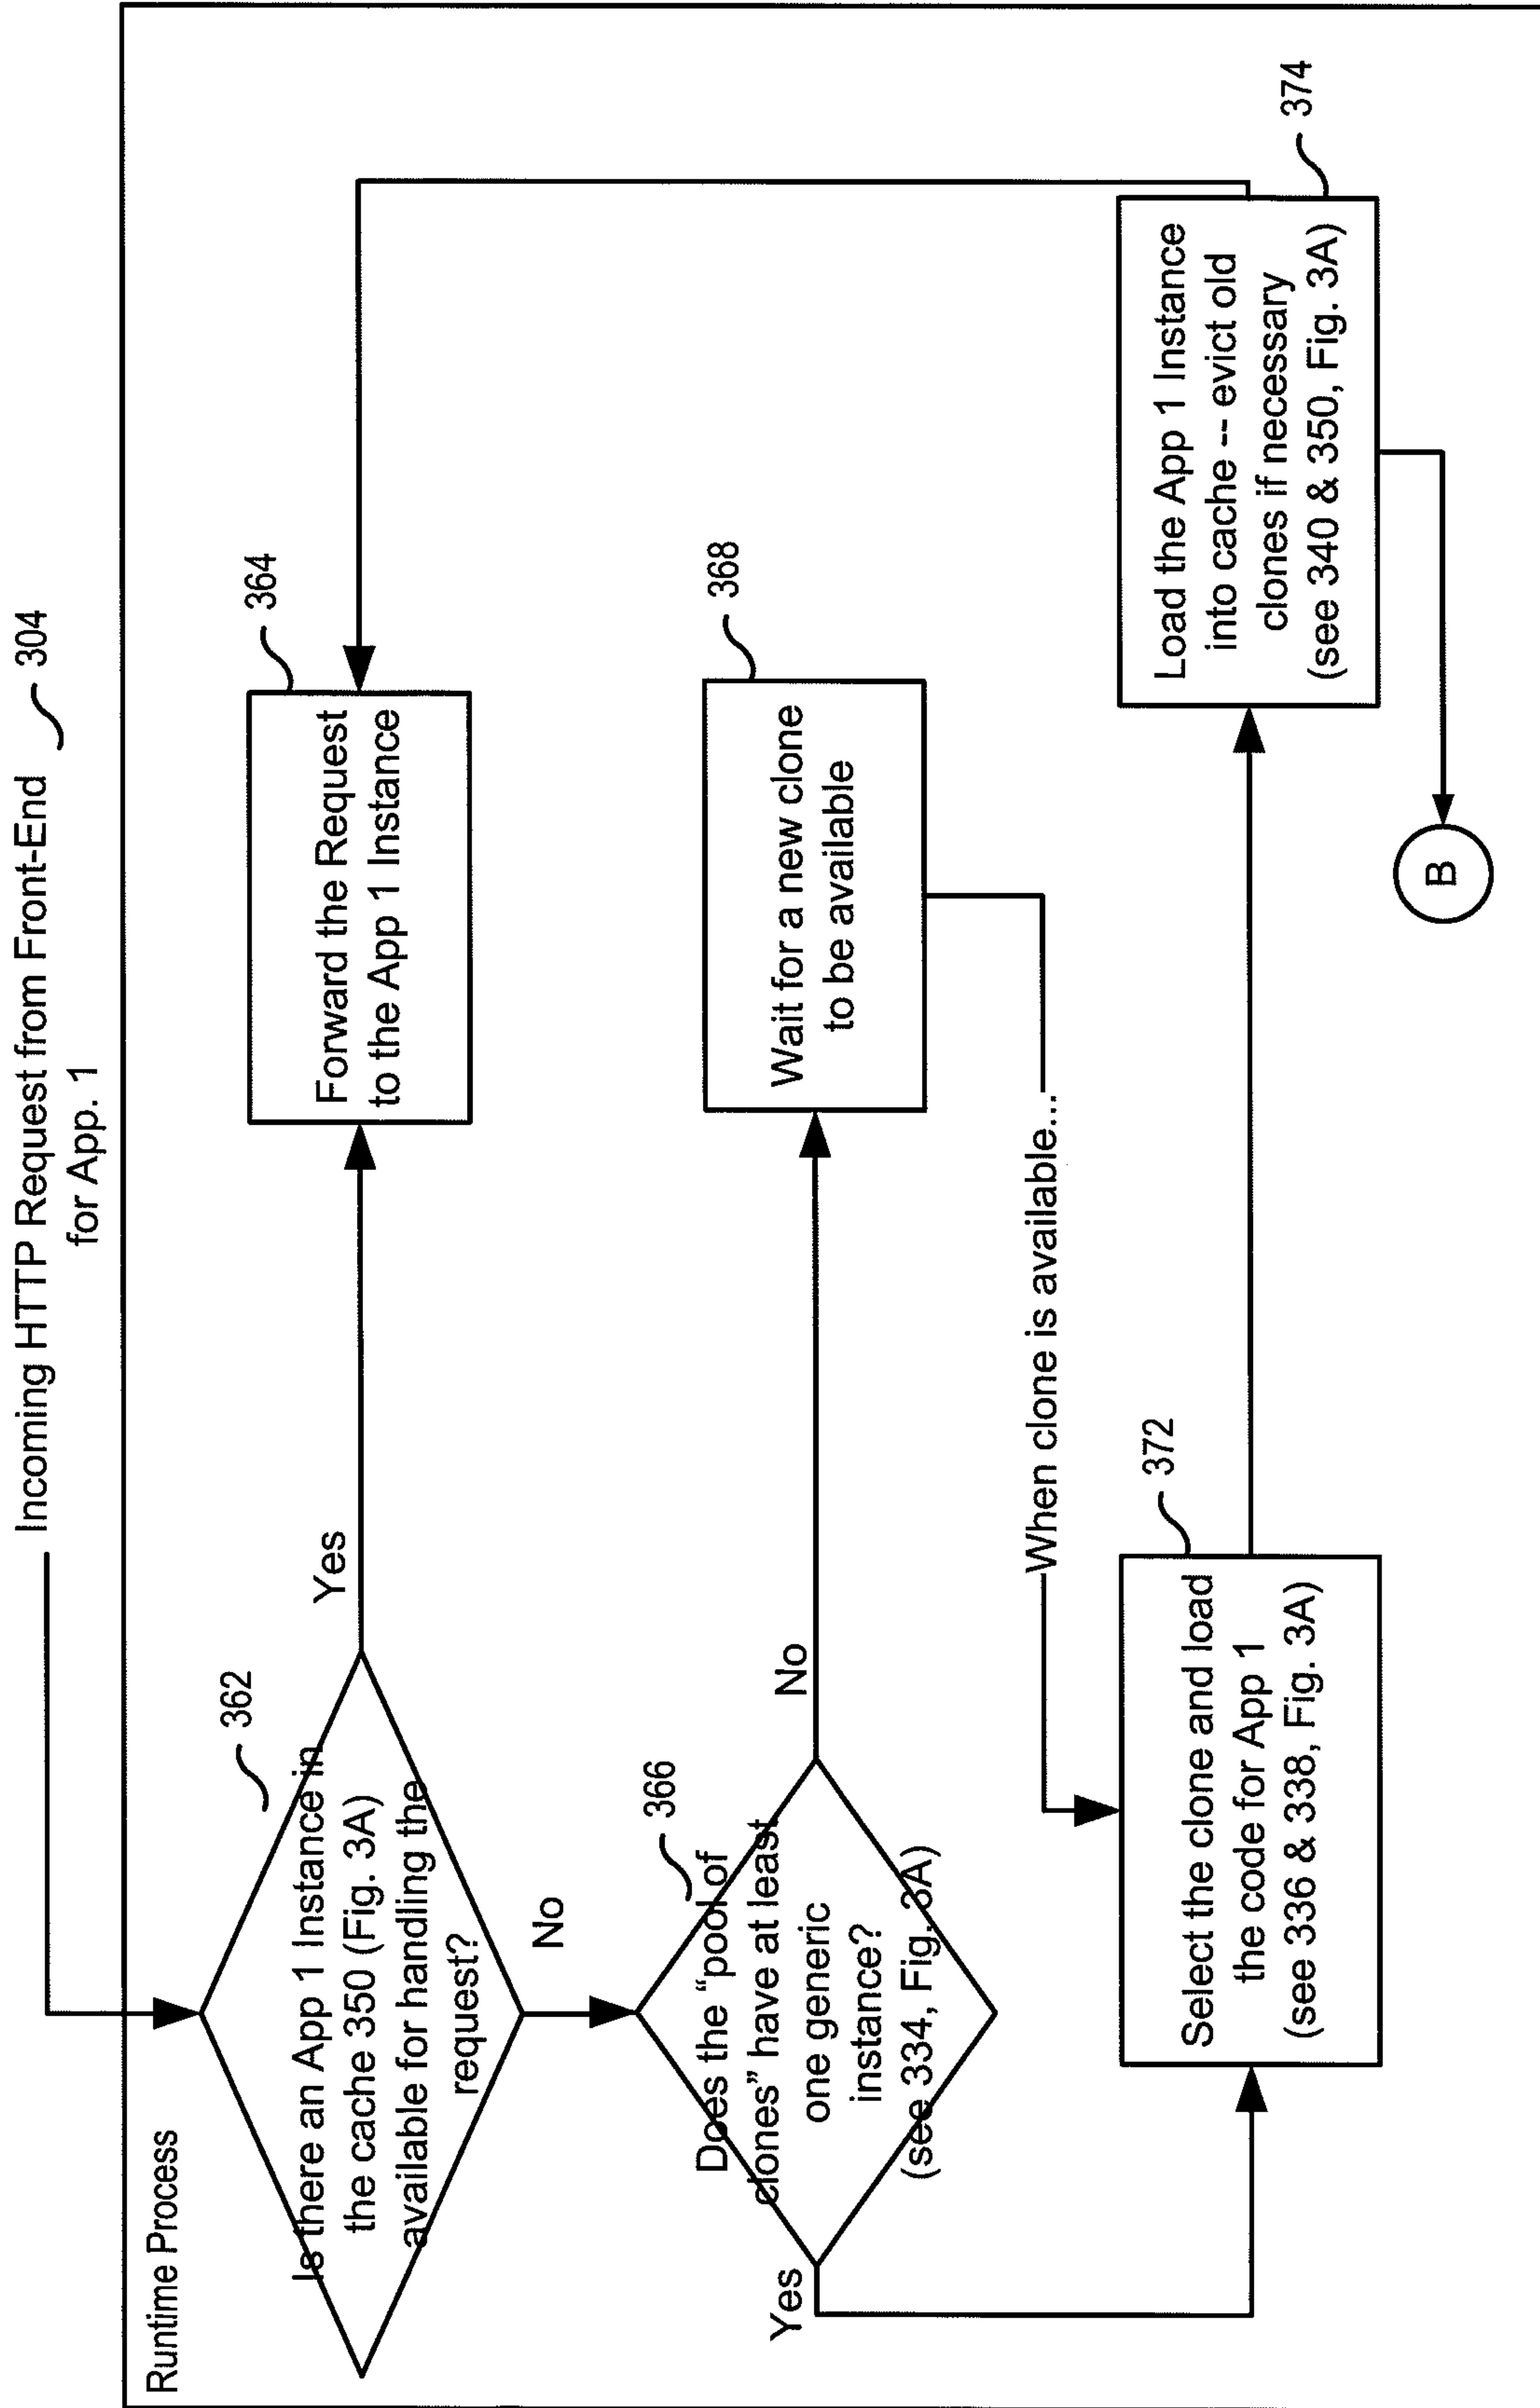 Incoming HTTP Request from Front-End
for App. 1
304
Runtime Process
362
Is there an App 1 Instance in
the cache 350 (Fig. 3A)
available for handling the
request?
Yes
364
Forward the Request
to the App 1 Instance
No
366
Does the “pool of
clones” have at least
one generic
instance?
(see 334, Fig. 3A)
No
368
Wait for a new clone
to be available
Yes
When clone is available...
372
Select the clone and load
the code for App 1
(see 336 & 338, Fig. 3A)
374
Load the App 1 Instance
into cache -- evict old
clones if necessary
(see 340 & 350, Fig. 3A)
B